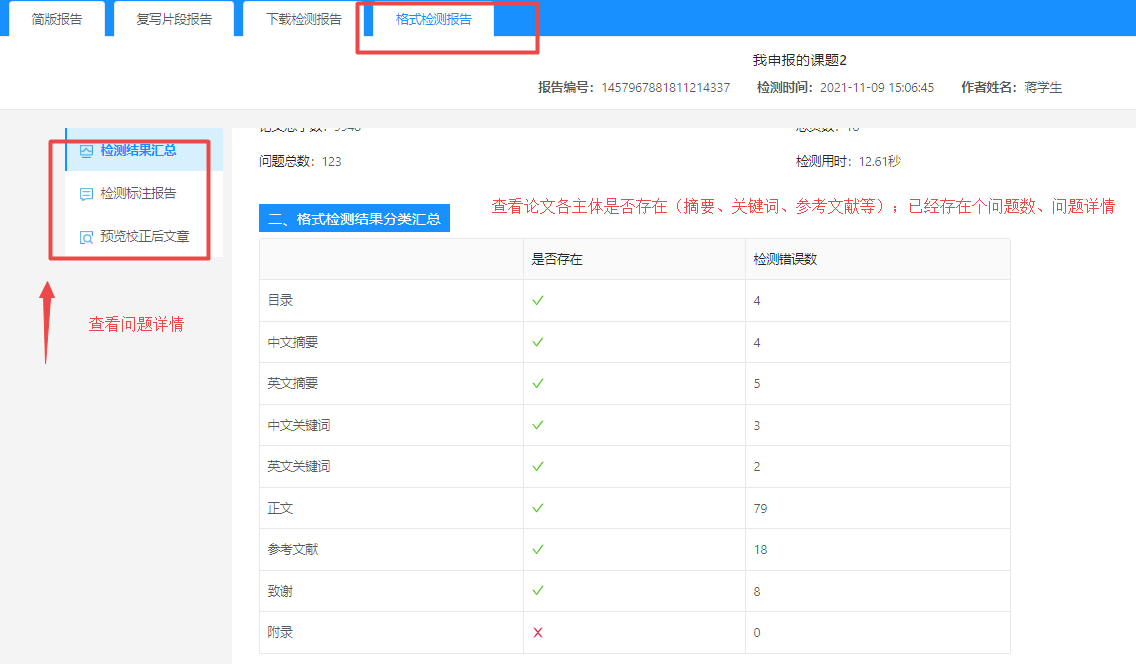 简版报告 复写片段报告 下载检测报告 格式检测报告
我申报的课题2
报告编号：1457967881811214337 检测时间：2021-11-09 15:06:45 作者姓名：蒋学生
检测结果汇总
检测标注报告
预览校正后文章
查看问题详情
问题总数：123 检测用时：12.61秒
查看论文各主体是否存在（摘要、关键词、参考文献等）；已经存在个问题数、问题详情
二、格式检测结果分类汇总
是否存在 检测错误数
目录 ✓ 4
中文摘要 ✓ 4
英文摘要 ✓ 5
中文关键词 ✓ 3
英文关键词 ✓ 2
正文 ✓ 79
参考文献 ✓ 18
致谢 ✓ 8
附录 ✗ 0